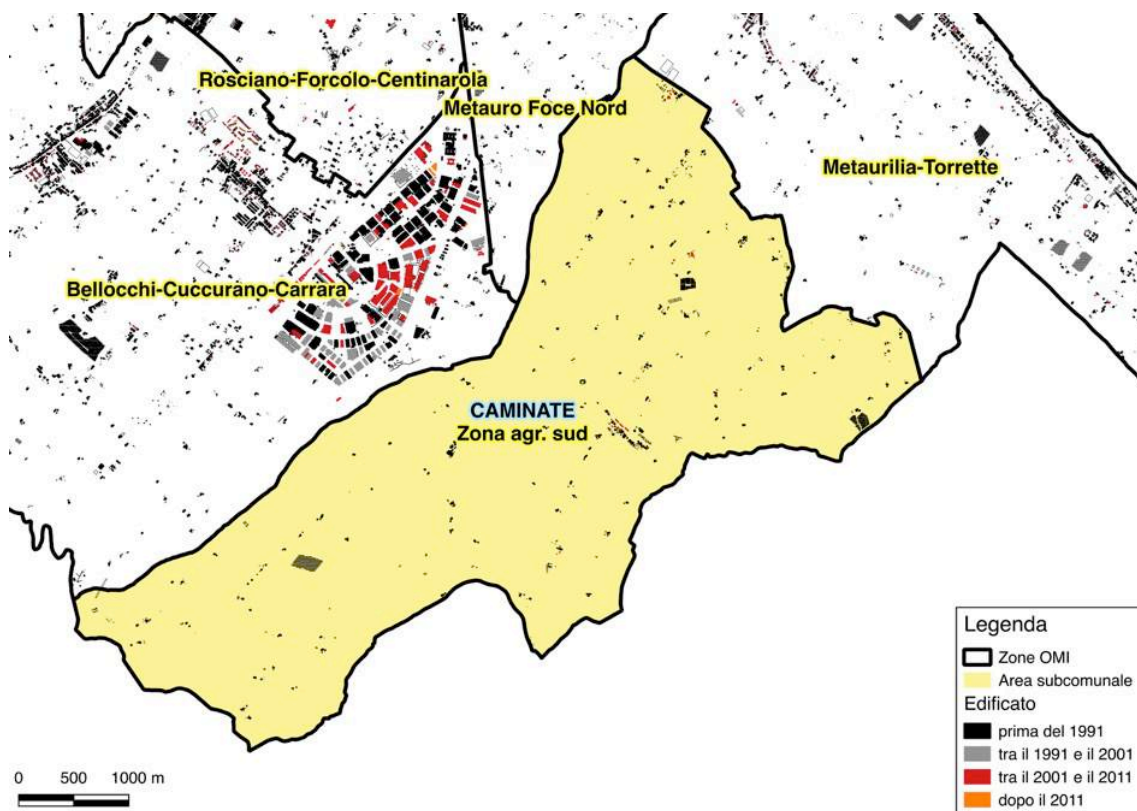 Rosciano-Forcolo-Centinarola
Metauro Foce Nord
Metaurilia-Torrette
Bellocchi-Cuccurano-Carrara
CAMINATE
Zona agr. sud
Legenda
Zone OMI
Area subcomunale
Edificato
prima del 1991
tra il 1991 e il 2001
tra il 2001 e il 2011
dopo il 2011
0 500 1000 m